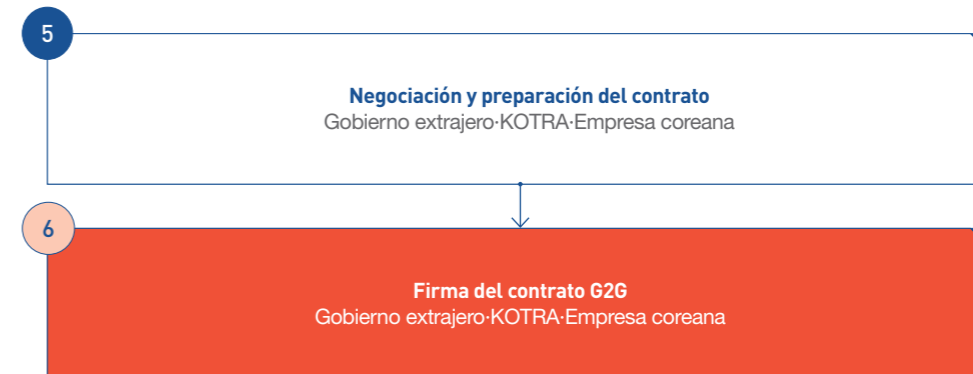 5
Negociación y preparación del contrato
Gobierno extrajero·KOTRA·Empresa coreana
6
Firma del contrato G2G
Gobierno extrajero·KOTRA·Empresa coreana